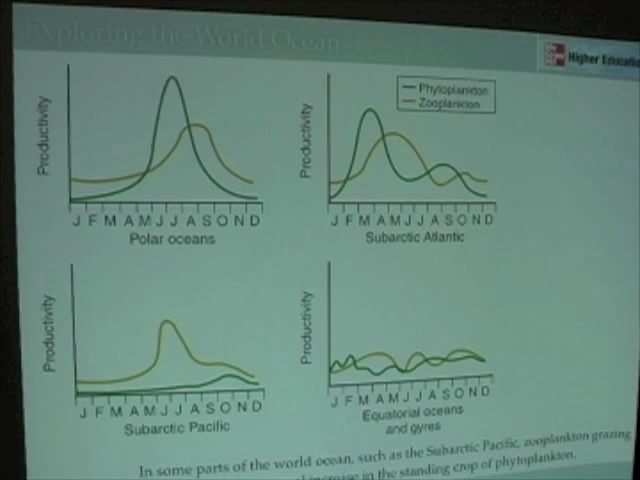 Exploring the World Ocean
Higher Educatio
Phytoplankton
Zooplankton
Productivity
J F M A M J J A S O N D
Polar oceans
Productivity
J F M A M J J A S O N D
Subarctic Atlantic
Productivity
J F M A M J J A S O N D
Subarctic Pacific
Productivity
J F M A M J J A S O N D
Equatorial oceans
and gyres
In some parts of the world ocean, such as the Subarctic Pacific, zooplankton grazing
increase in the standing crop of phytoplankton.